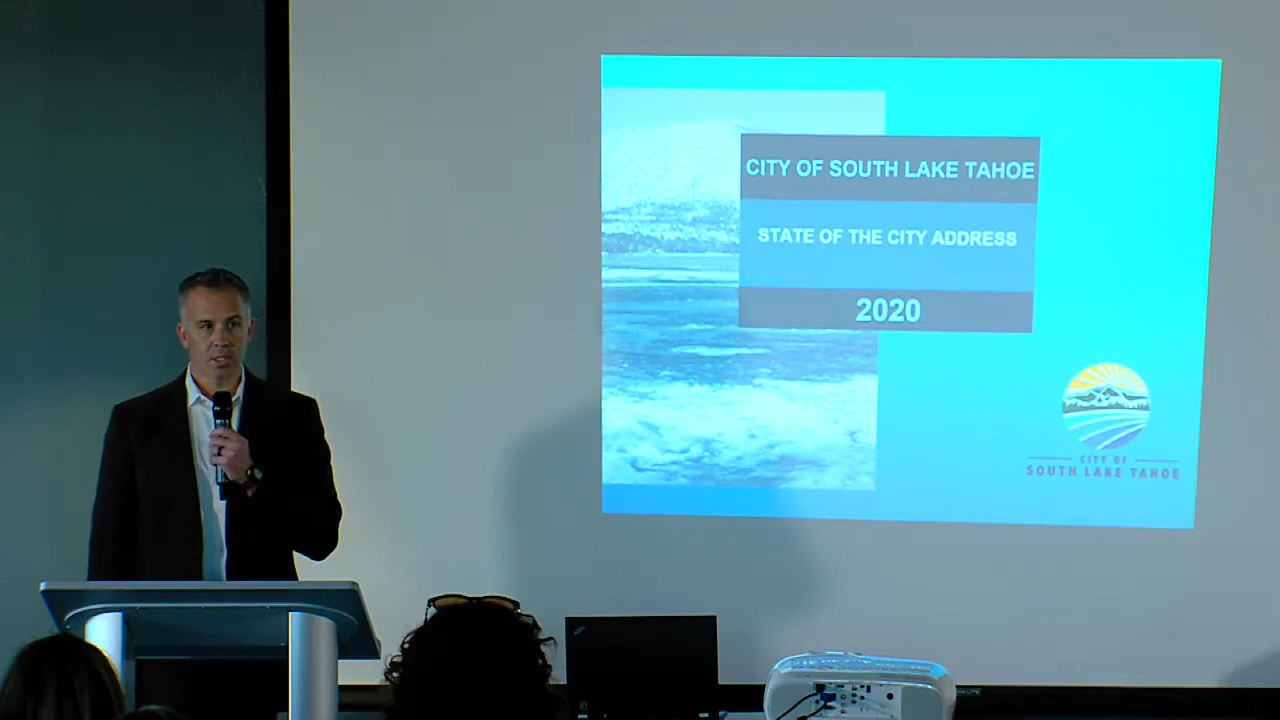 CITY OF SOUTH LAKE TAHOE
STATE OF THE CITY ADDRESS
2020
CITY OF
SOUTH LAKE TAHOE